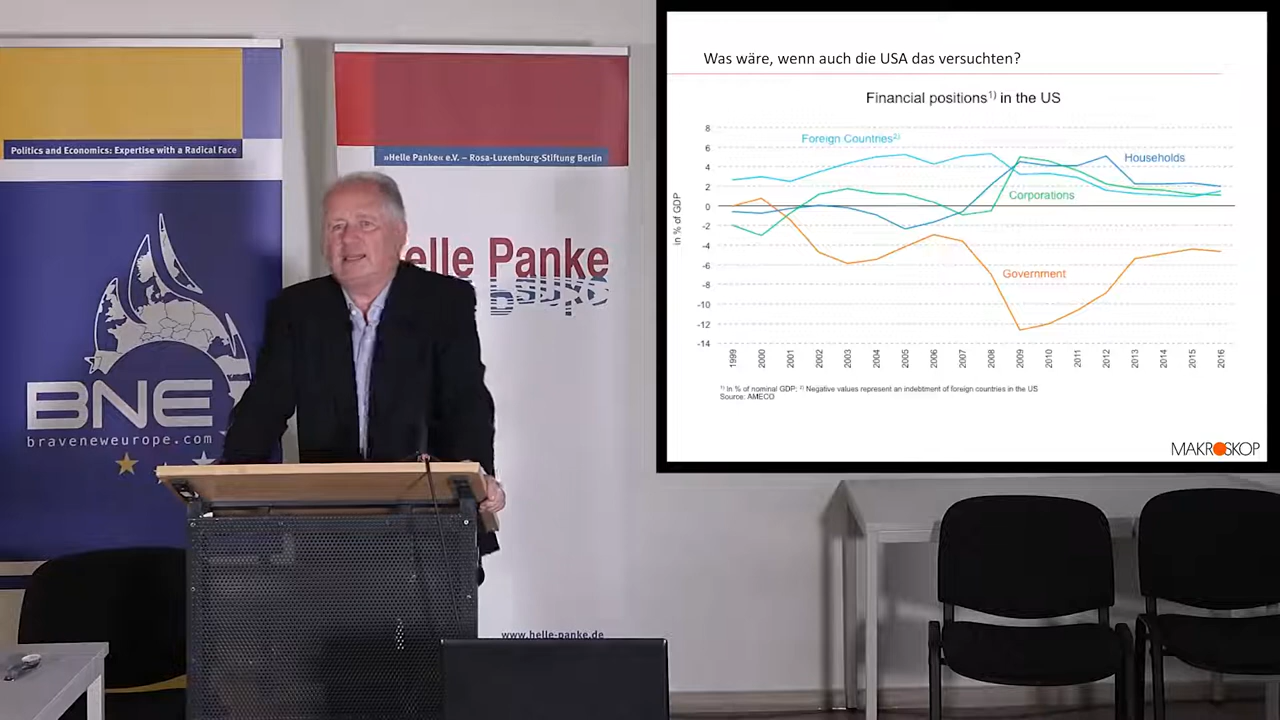 Politics and Economics: Expertise with a Radical Face
BNE
braveneweurope.com
»Helle Panke« e.V. – Rosa-Luxemburg-Stiftung Berlin
elle Panke
www.helle-panke.de
Was wäre, wenn auch die USA das versuchten?
Financial positions1) in the US
in % of GDP
8
6
4
2
0
-2
-4
-6
-8
-10
-12
-14
Foreign Countries2)
Households
Corporations
Government
1999
2000
2001
2002
2003
2004
2005
2006
2007
2008
2009
2010
2011
2012
2013
2014
2015
2016
1) In % of nominal GDP; 2) Negative values represent an indebtment of foreign countries in the US
Source: AMECO
MAKROSKOP